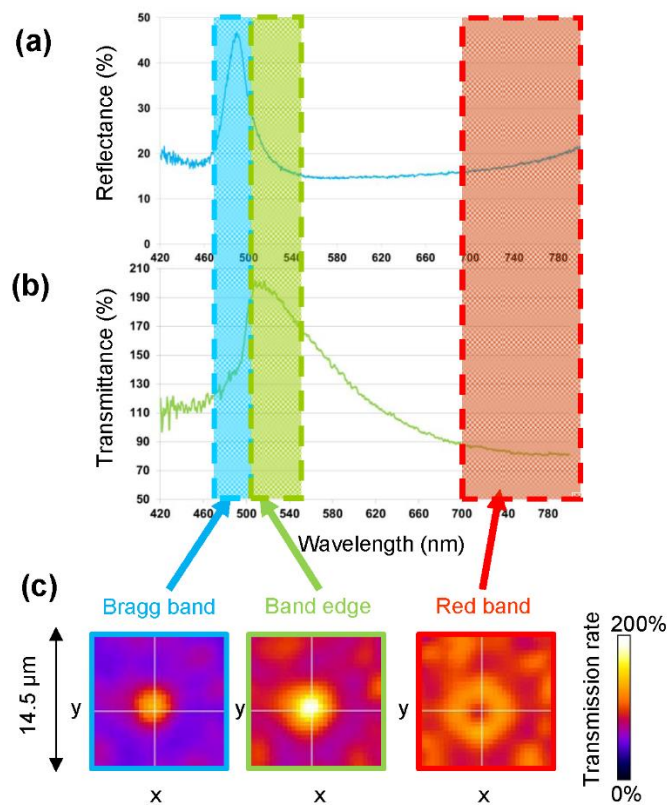 (a)
Reflectance (%)
50
40
30
20
10
0
420 460 500 540 580 620 660 700 740 780
(b)
Transmittance (%)
210
190
170
150
130
110
90
70
50
420 460 500 540 580 620 660 700 740 780
Wavelength (nm)
(c)
Bragg band
Band edge
Red band
14.5 µm
y
y
y
x
x
x
200%
Transmission rate
0%